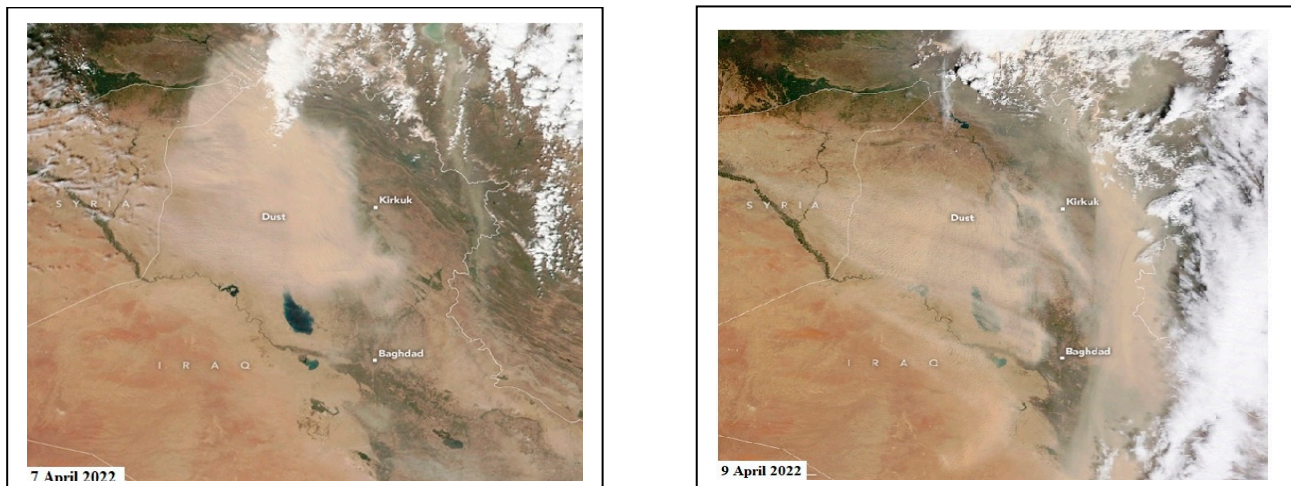 Kirkuk
SYRIA
Dust
Baghdad
IRAQ
7 April 2022
Kirkuk
SYRIA
Dust
Baghdad
IRAQ
9 April 2022